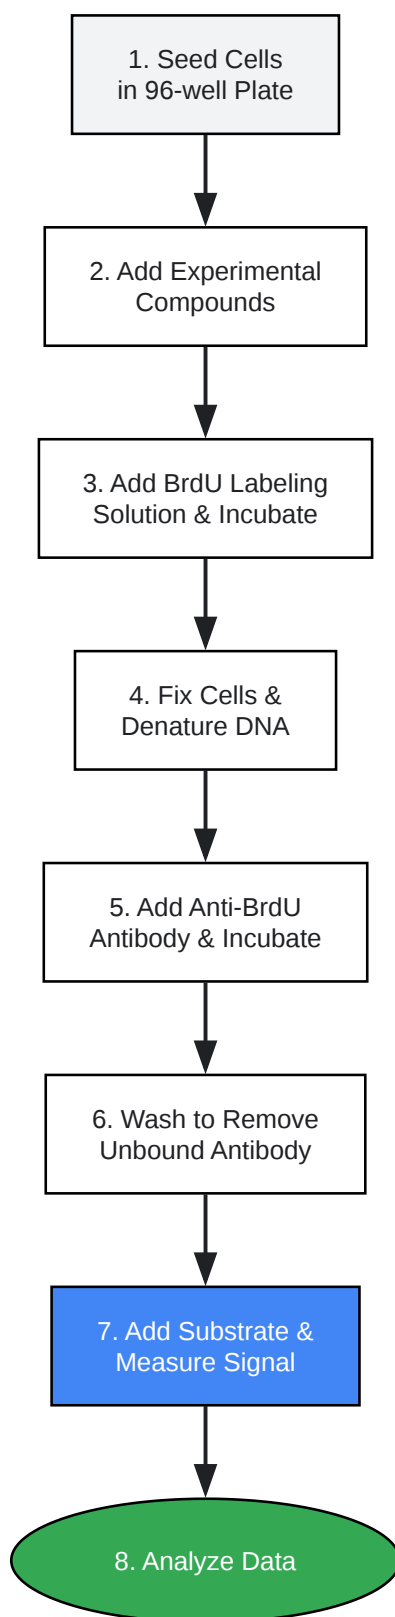 1. Seed Cells
in 96-well Plate
2. Add Experimental
Compounds
3. Add BrdU Labeling
Solution & Incubate
4. Fix Cells &
Denature DNA
5. Add Anti-BrdU
Antibody & Incubate
6. Wash to Remove
Unbound Antibody
7. Add Substrate &
Measure Signal
8. Analyze Data